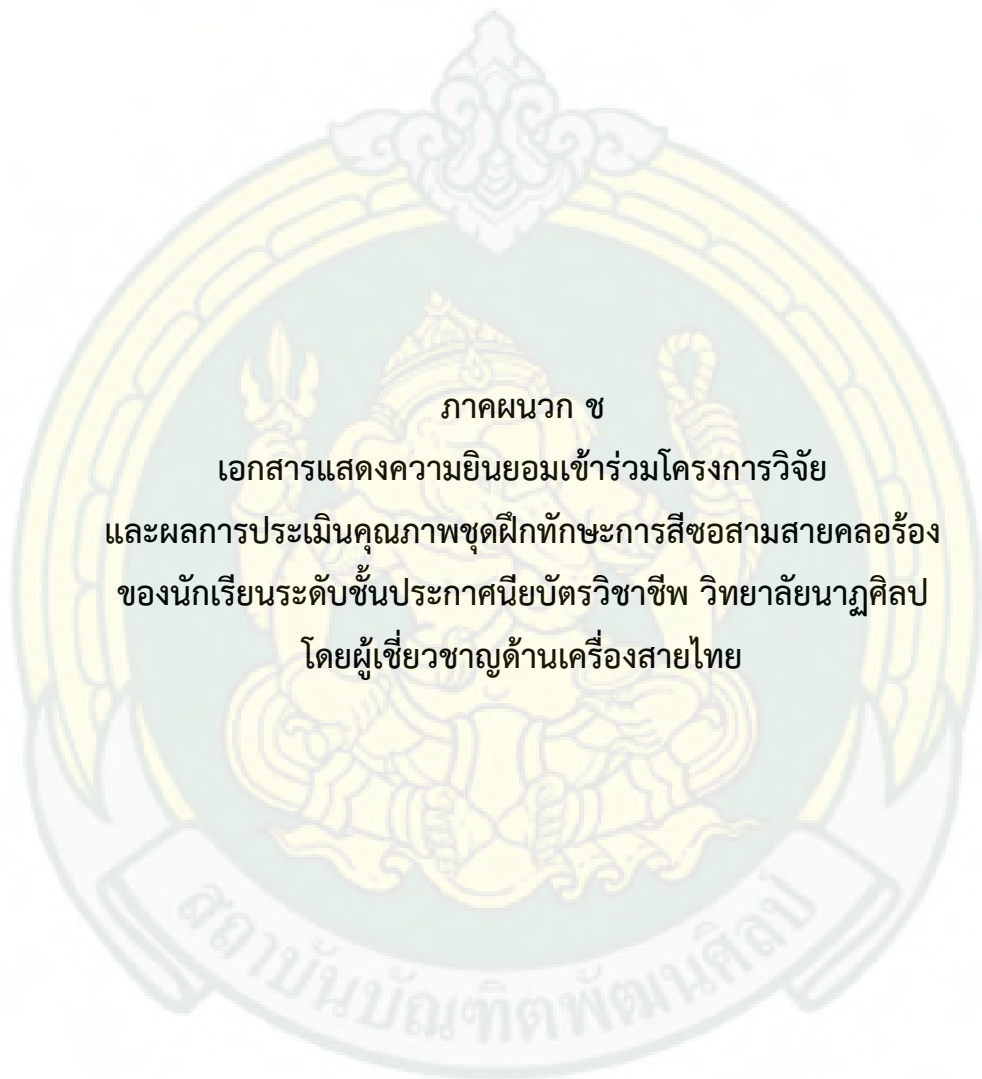 ภาคผนวก ช
เอกสารแสดงความยินยอมเข้าร่วมโครงการวิจัย
และผลการประเมินคุณภาพชุดฝึกทักษะการสีซอสามสายคลอร้อง
ของนักเรียนระดับชั้นประกาศนียบัตรวิชาชีพ วิทยาลัยนาฏศิลป
โดยผู้เชี่ยวชาญด้านเครื่องสายไทย
สถาบันบัณฑิตพัฒนศิลป์